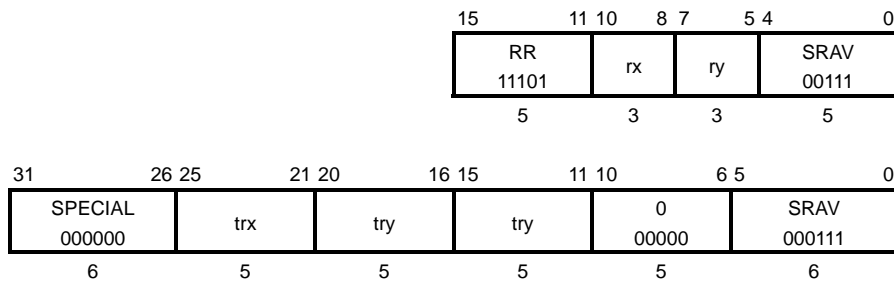 15 11 10 8 7 5 4 0
RR rx ry SRAV
11101 00111
5 3 3 5
31 26 25 21 20 16 15 11 10 6 5 0
SPECIAL trx try try 0 SRAV
000000 00000 000111
6 5 5 5 5 6